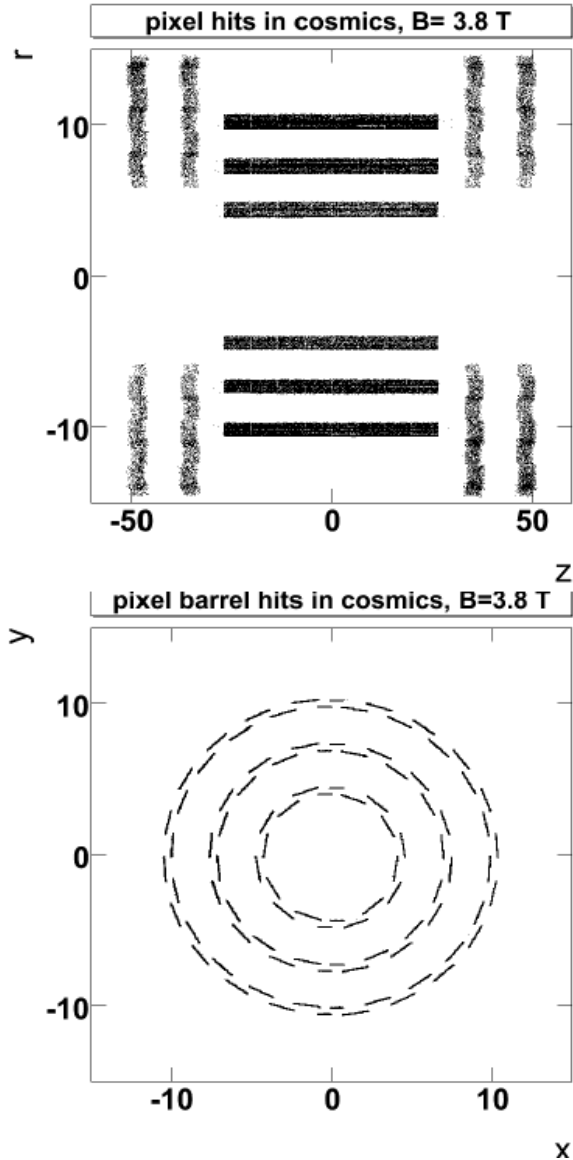 pixel hits in cosmics, B= 3.8 T
r
10
0
-10
-50 0 50
z
pixel barrel hits in cosmics, B=3.8 T
y
10
0
-10
-10 0 10
x